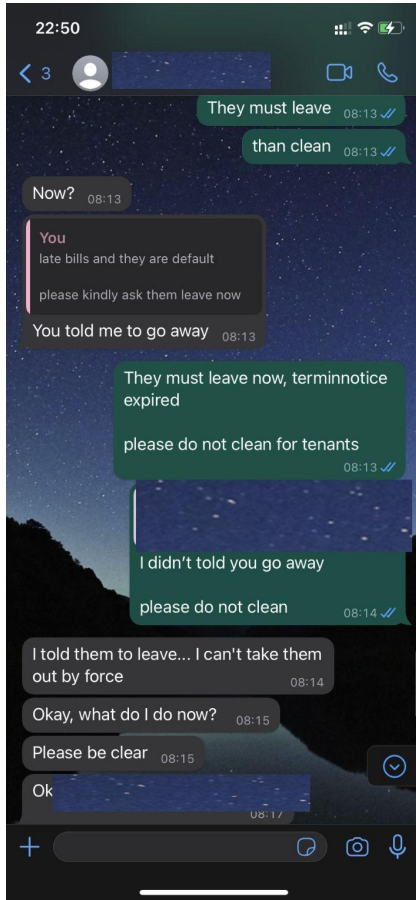 22:50
3
They must leave 08:13
than clean 08:13
Now? 08:13
You
late bills and they are default
please kindly ask them leave now
You told me to go away 08:13
They must leave now, terminnotice
expired
please do not clean for tenants
08:13
I didn't told you go away
please do not clean 08:14
I told them to leave... I can't take them
out by force 08:14
Okay, what do I do now? 08:15
Please be clear 08:15
Ok
08:17